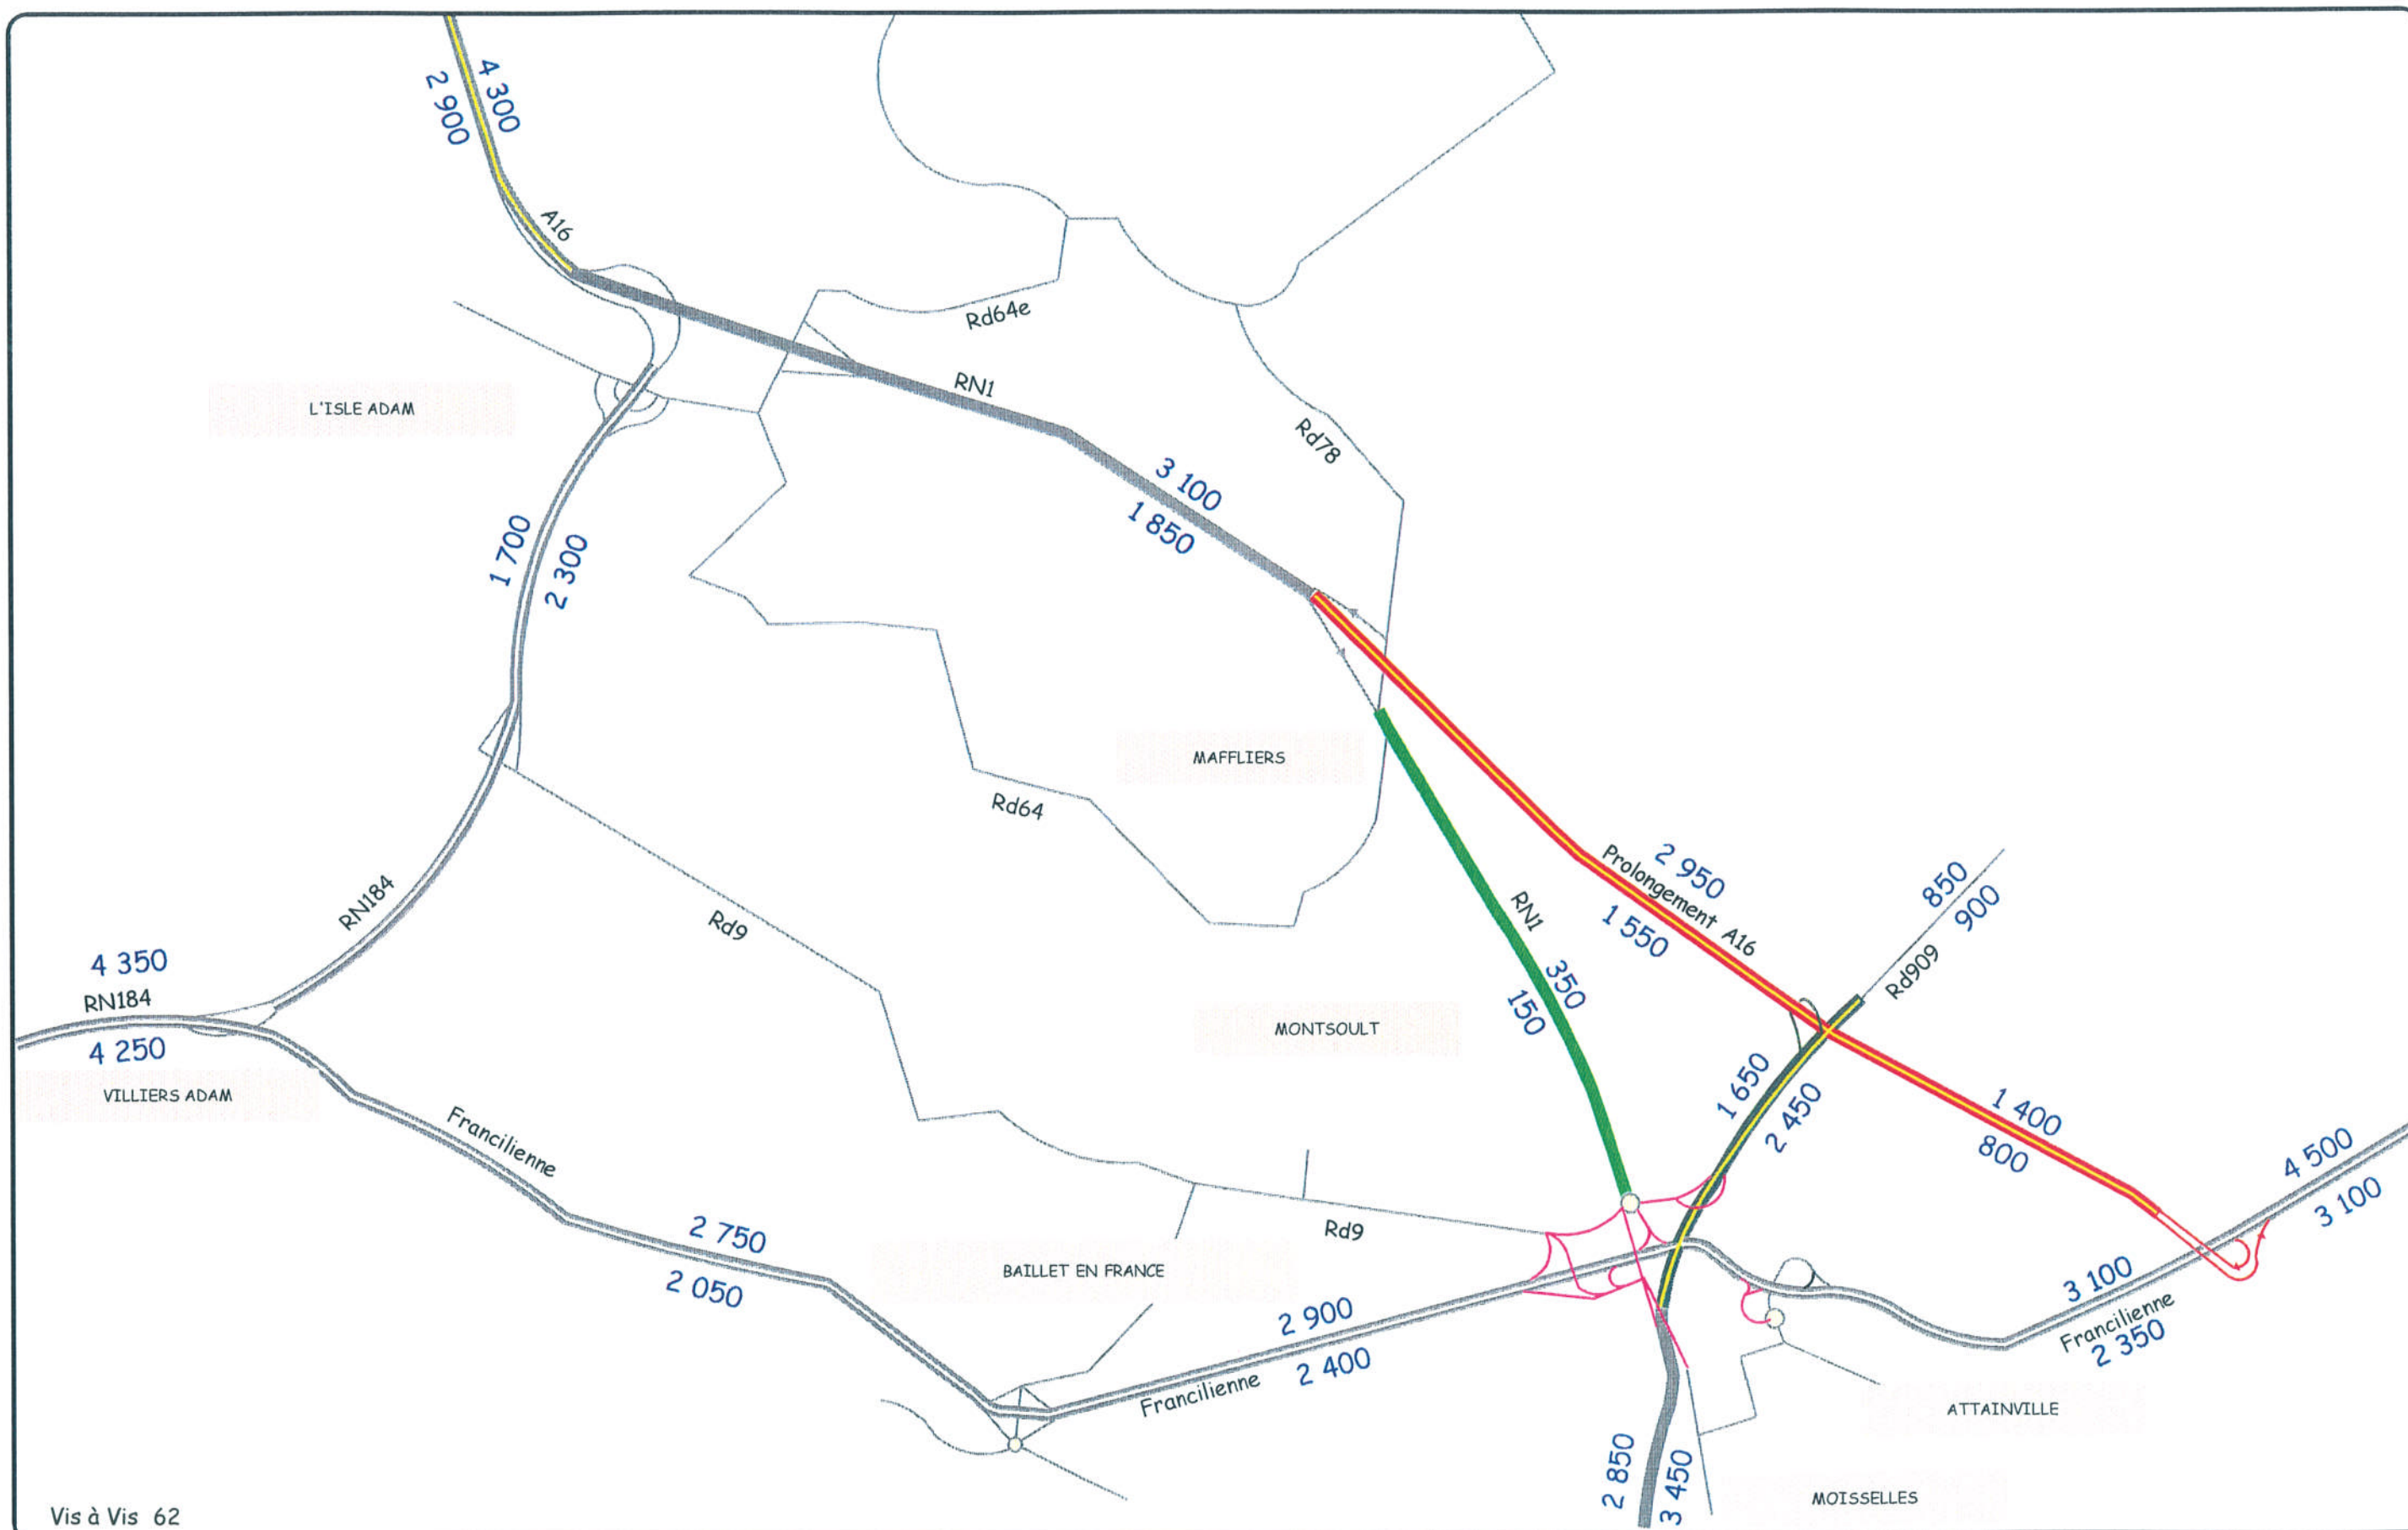 4 300
2 900
A16
Rd64e
RN1
L'ISLE ADAM
Rd78
3 100
1 850
1 700
2 300
MAFFLIERS
Rd64
2 950
Prolongement A16
1 550
850
900
Rd909
RN184
Rd9
RN1
350
150
4 350
RN184
4 250
MONTSOULT
VILLIERS ADAM
Francilienne
1 650
2 450
1 400
800
4 500
3 100
2 750
2 050
Rd9
BAILLET EN FRANCE
2 900
2 400
Francilienne
3 100
Francilienne
2 350
ATTAINVILLE
2 850
3 450
MOISSELLES
Vis à Vis 62